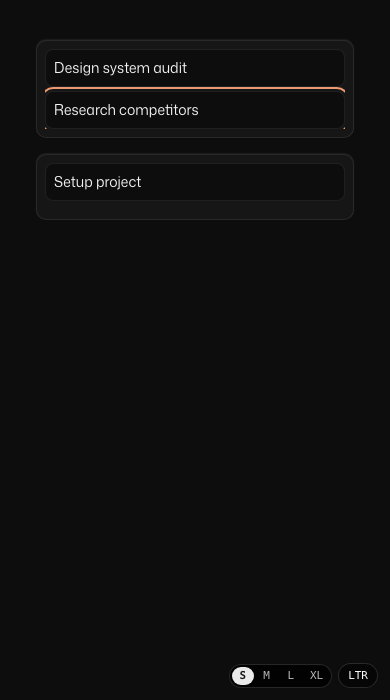 Design system audit
Research competitors
Setup project
S M L XL LTR